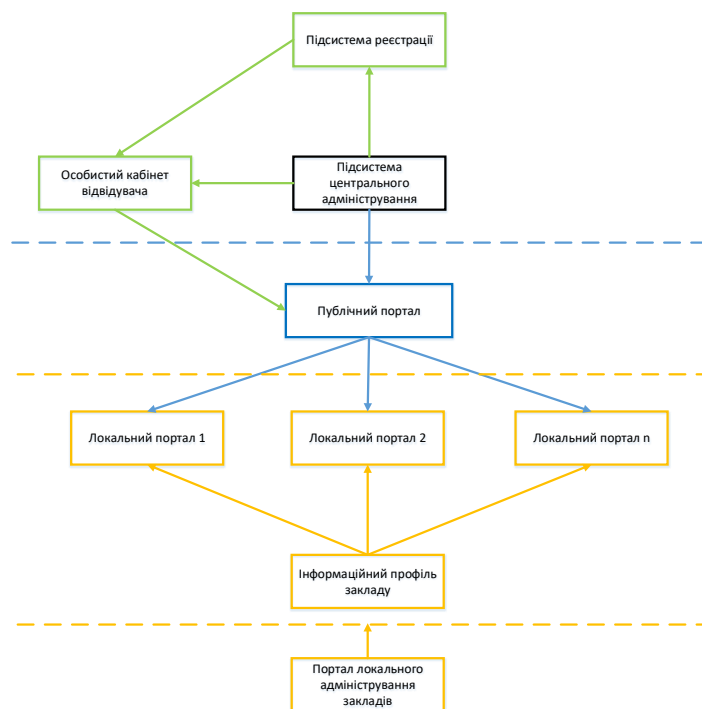 Підсистема реєстрації
Особистий кабінет
відвідувача
Підсистема
центрального
адміністрування
Публічний портал
Локальний портал 1
Локальний портал 2
Локальний портал n
Інформаційний профіль
закладу
Портал локального
адміністрування
закладів